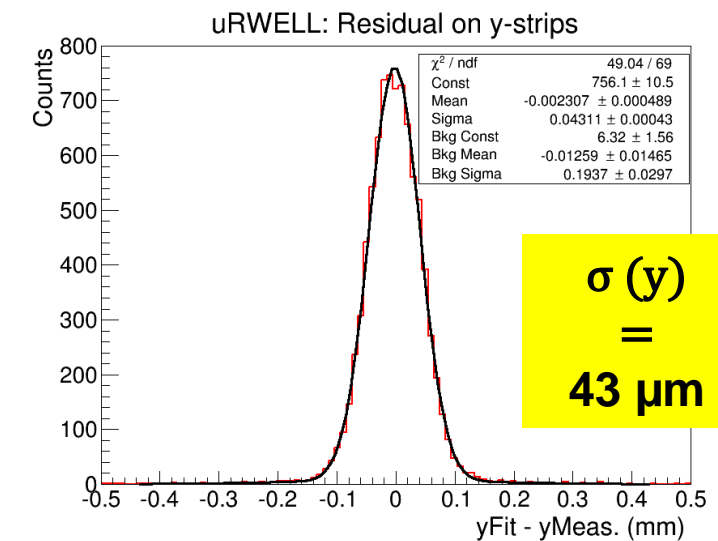 uRWELL: Residual on y-strips
Counts
800
700
600
500
400
300
200
100
0
χ² / ndf 49.04 / 69
Const 756.1 ± 10.5
Mean -0.002307 ± 0.000489
Sigma 0.04311 ± 0.00043
Bkg Const 6.32 ± 1.56
Bkg Mean -0.01259 ± 0.01465
Bkg Sigma 0.1937 ± 0.0297
σ (y)
=
43 µm
-0.5 -0.4 -0.3 -0.2 -0.1 0 0.1 0.2 0.3 0.4 0.5
yFit - yMeas. (mm)